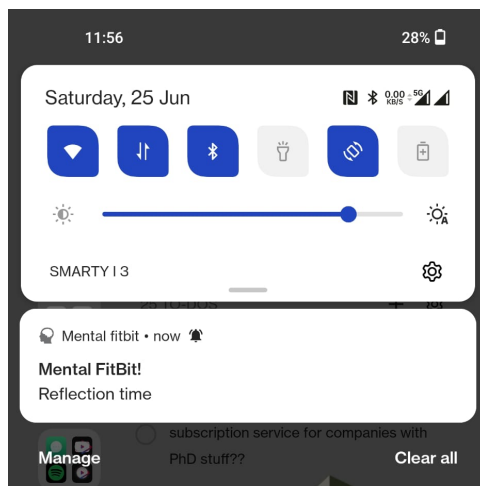 11:56
28%
Saturday, 25 Jun
0.00 KB/S 5G
A
SMARTY I 3
25 TO-DOS
Mental fitbit • now
Mental FitBit!
Reflection time
subscription service for companies with
PhD stuff??
Manage
Clear all